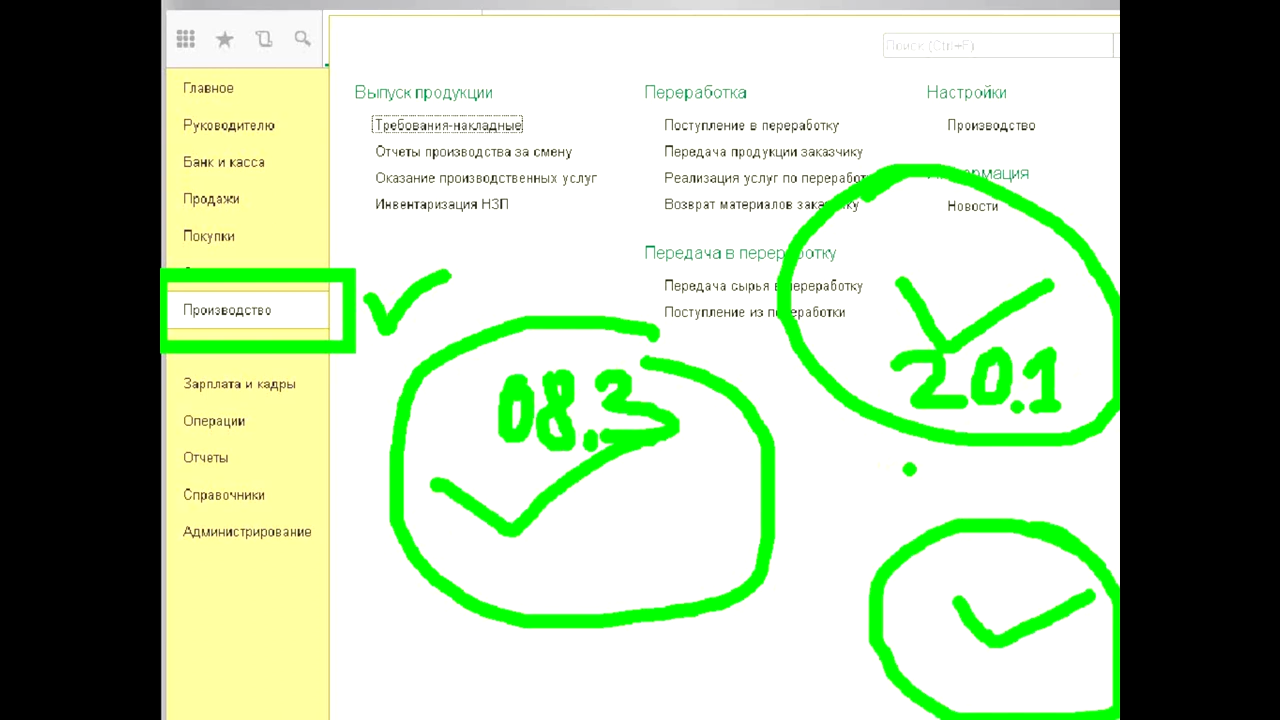 Поиск (Ctrl+F)
Главное
Руководителю
Банк и касса
Продажи
Покупки
Производство
Зарплата и кадры
Операции
Отчеты
Справочники
Администрирование
Выпуск продукции
Требования-накладные
Отчеты производства за смену
Оказание производственных услуг
Инвентаризация НЗП
Переработка
Поступление в переработку
Передача продукции заказчику
Реализация услуг по
Возврат материалов
Передача в переработку
Передача сырья в переработку
Поступление из переработки
Настройки
Производство
Новости
08.3
20.1